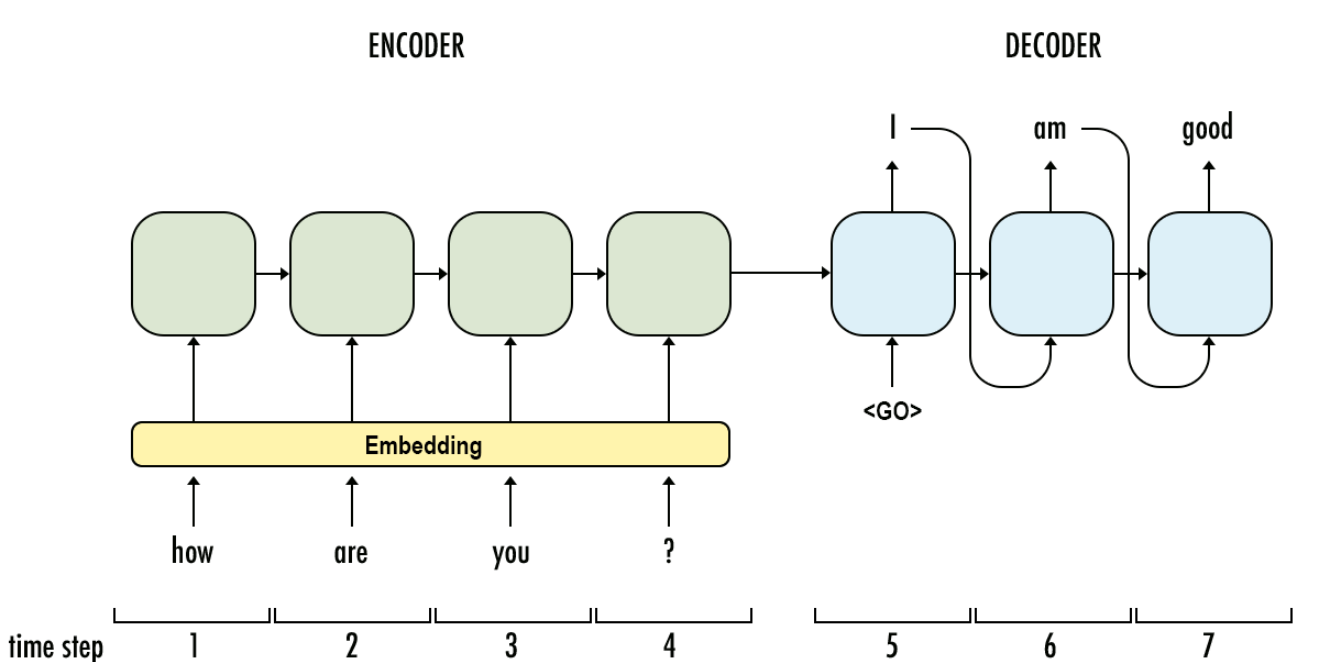 ENCODER DECODER
I am good
<GO>
Embedding
how are you ?
time step 1 2 3 4 5 6 7